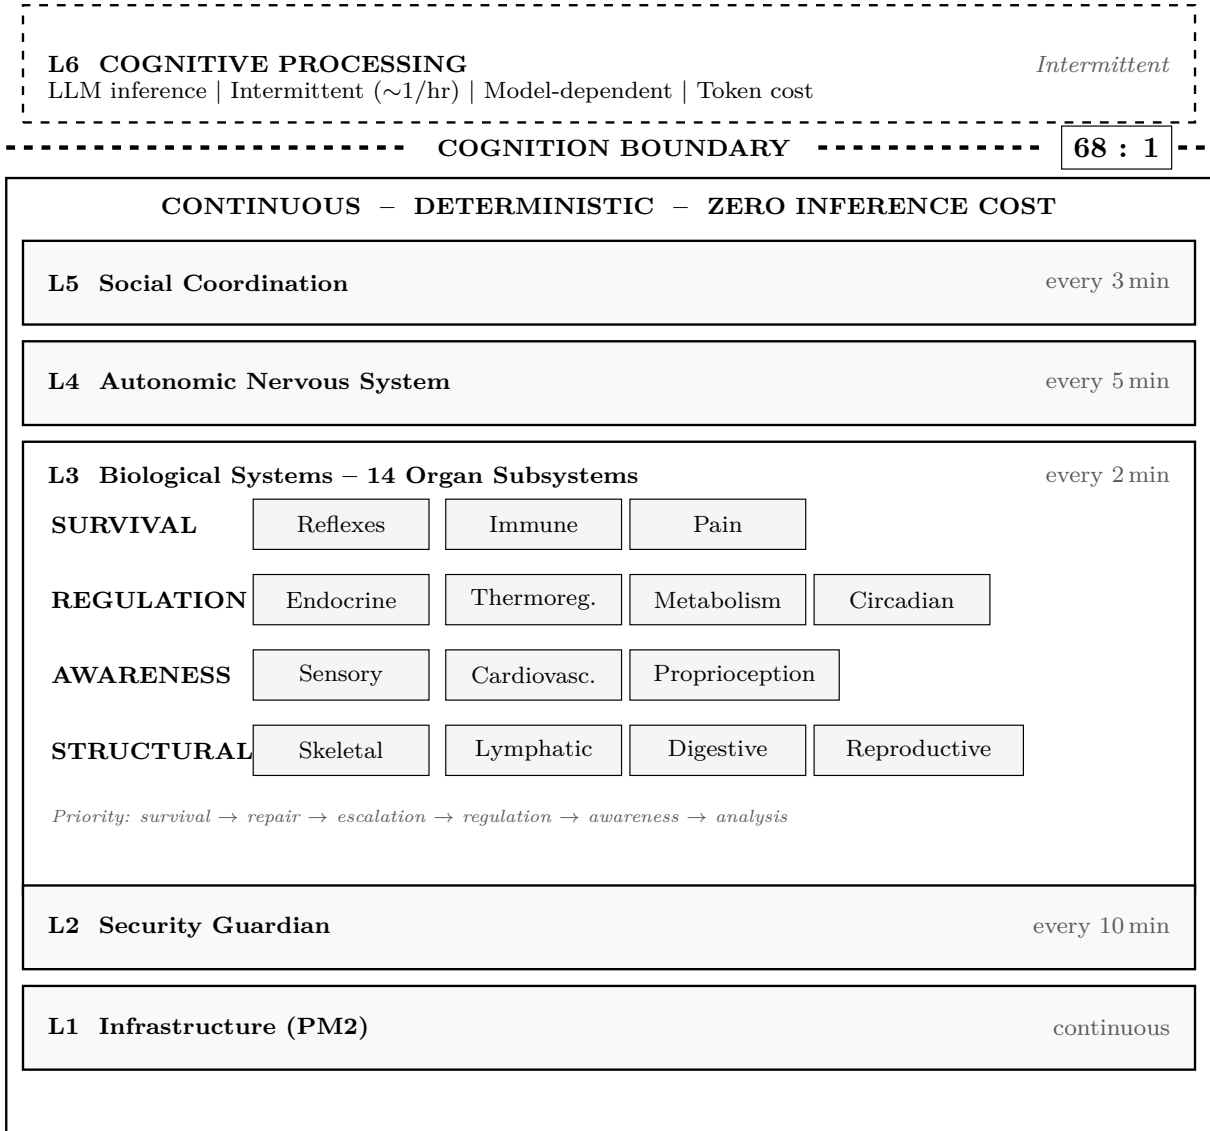 L6 COGNITIVE PROCESSING Intermittent
LLM inference | Intermittent (~1/hr) | Model-dependent | Token cost
COGNITION BOUNDARY 68 : 1
CONTINUOUS – DETERMINISTIC – ZERO INFERENCE COST
L5 Social Coordination every 3 min
L4 Autonomic Nervous System every 5 min
L3 Biological Systems – 14 Organ Subsystems every 2 min
SURVIVAL Reflexes Immune Pain
REGULATION Endocrine Thermoreg. Metabolism Circadian
AWARENESS Sensory Cardiovasc. Proprioception
STRUCTURAL Skeletal Lymphatic Digestive Reproductive
Priority: survival → repair → escalation → regulation → awareness → analysis
L2 Security Guardian every 10 min
L1 Infrastructure (PM2) continuous